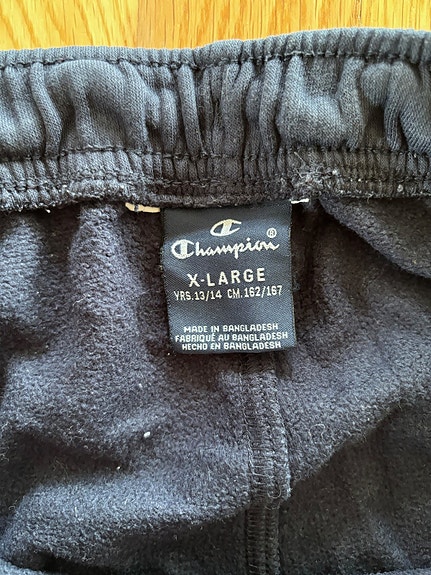 Champion®
X-LARGE
YRS.13/14 CM.162/167
MADE IN BANGLADESH
FABRIQUÉ AU BANGLADESH
HECHO EN BANGLADESH